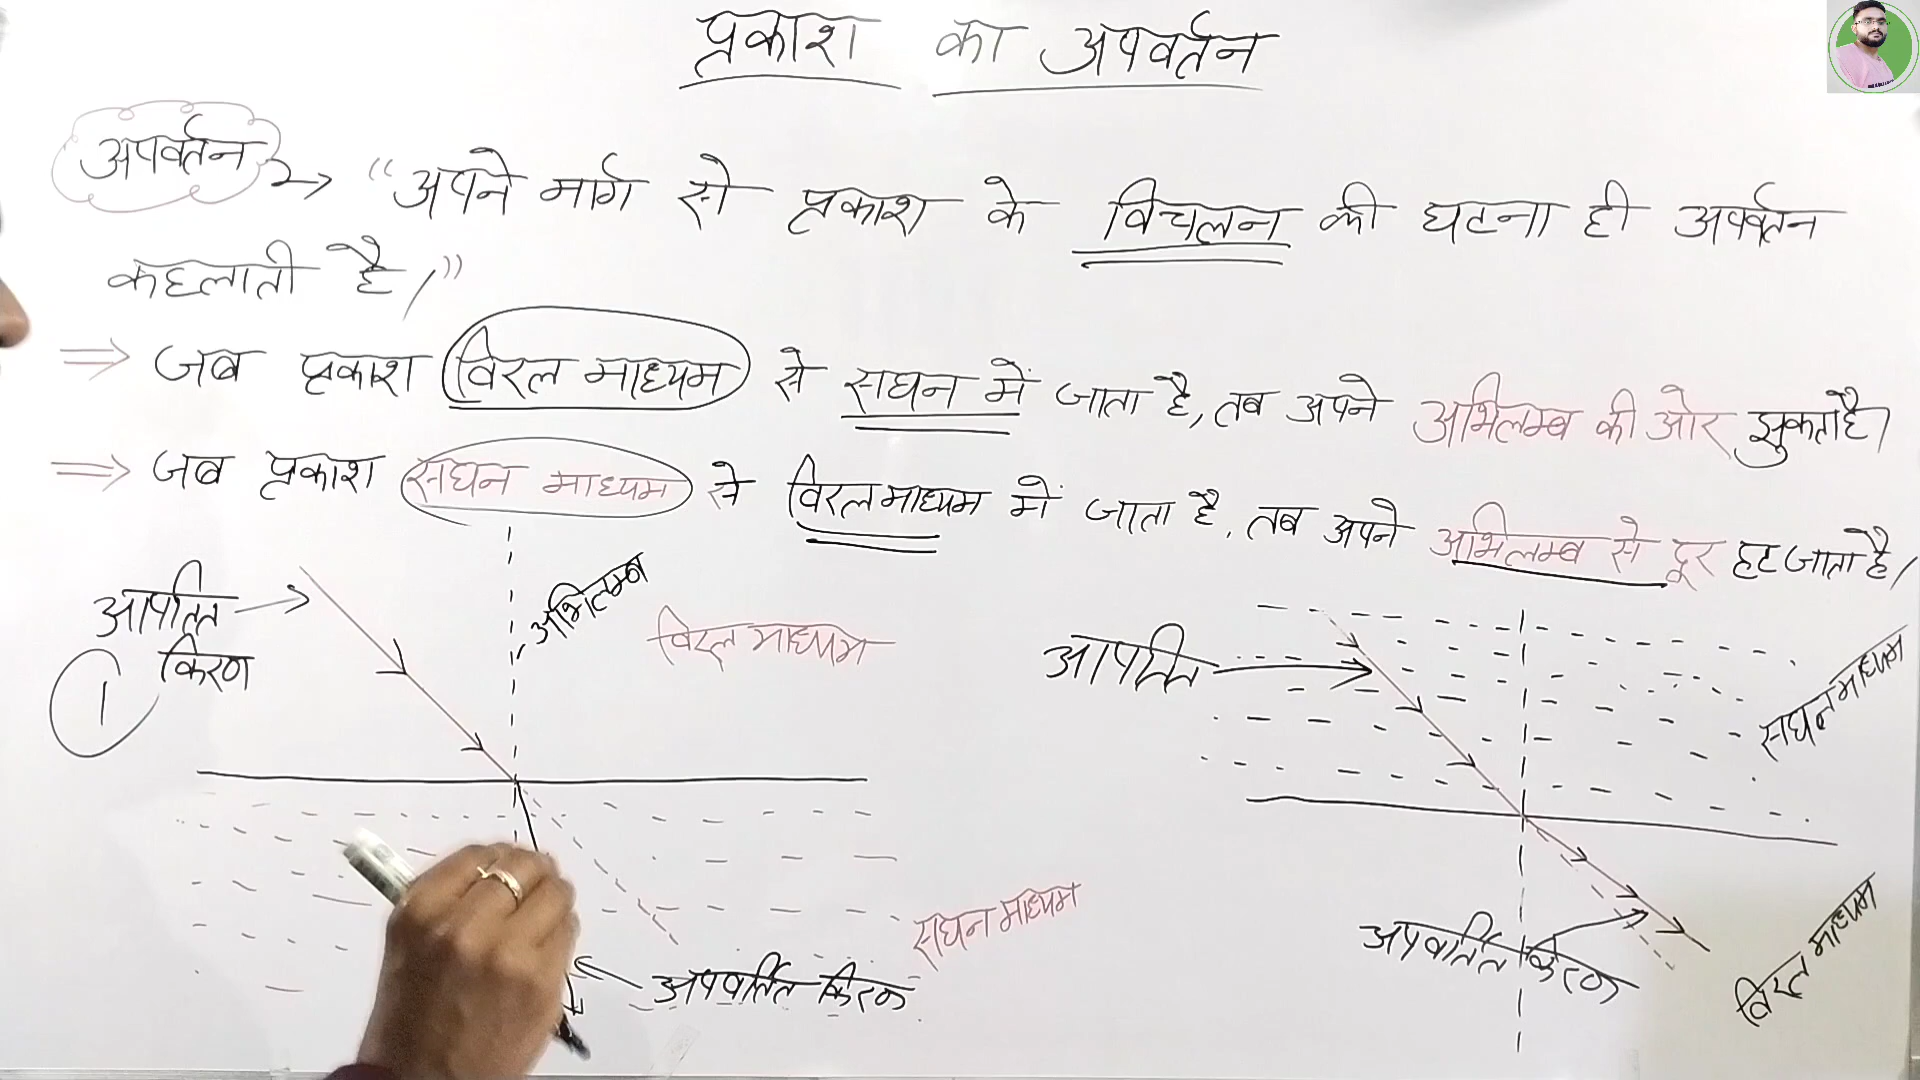 प्रकाश का अपवर्तन
अपवर्तन → “अपने मार्ग से प्रकाश के विचलन की घटना ही अपवर्तन
कहलाती है।”
⇒ जब प्रकाश विरल माध्यम से सघन में जाता है, तब अपने अभिलम्ब की ओर झुकता है।
⇒ जब प्रकाश सघन माध्यम से विरल माध्यम में जाता है, तब अपने अभिलम्ब से दूर हट जाता है।
आपतित
किरण
1
अभिलम्ब
विरल माध्यम
सघन माध्यम
अपवर्तित किरण
आपतित
सघन माध्यम
अपवर्तित किरण
विरल माध्यम